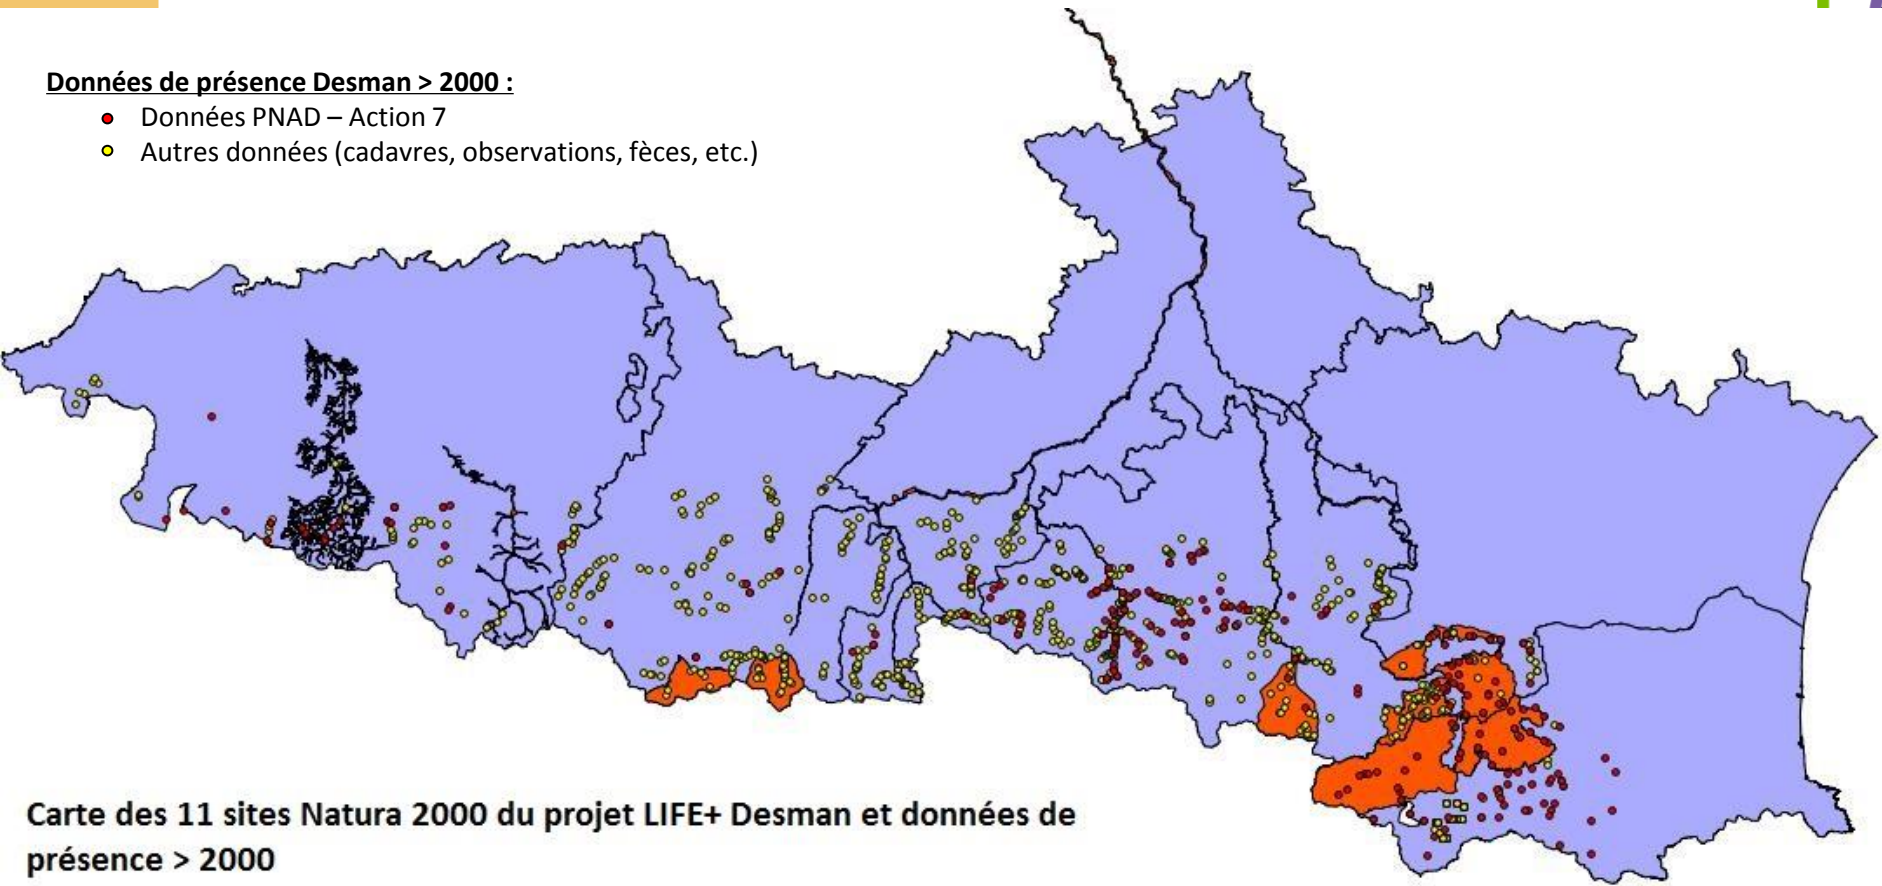 Données de présence Desman > 2000 :
Données PNAD – Action 7
Autres données (cadavres, observations, fèces, etc.)
Carte des 11 sites Natura 2000 du projet LIFE+ Desman et données de
présence > 2000